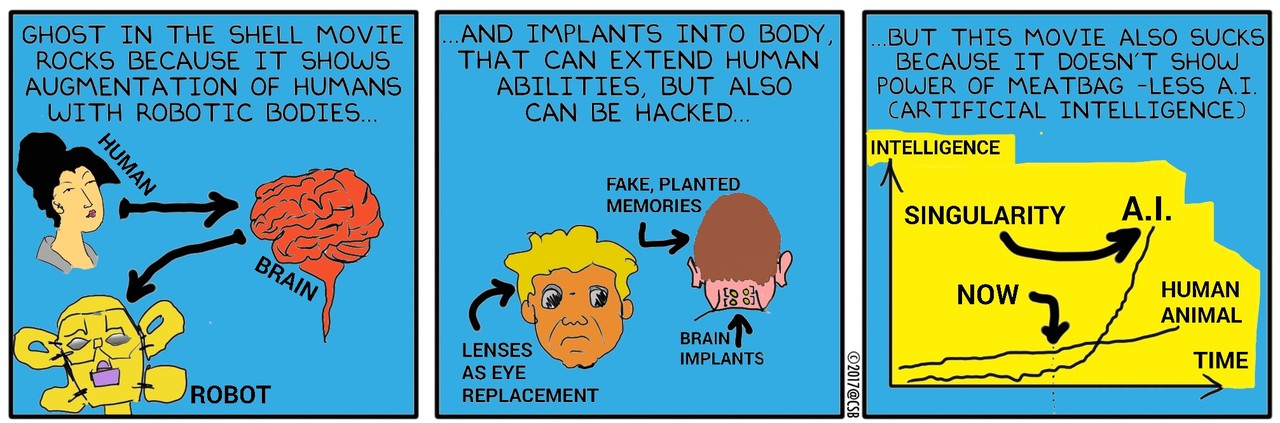 GHOST IN THE SHELL MOVIE
ROCKS BECAUSE IT SHOWS
AUGMENTATION OF HUMANS
WITH ROBOTIC BODIES...
HUMAN
BRAIN
ROBOT
...AND IMPLANTS INTO BODY,
THAT CAN EXTEND HUMAN
ABILITIES, BUT ALSO
CAN BE HACKED...
FAKE, PLANTED
MEMORIES
LENSES
AS EYE
REPLACEMENT
BRAIN
IMPLANTS
©2017@CSB
...BUT THIS MOVIE ALSO SUCKS
BECAUSE IT DOESN'T SHOW
POWER OF MEATBAG -LESS A.I.
(ARTIFICIAL INTELLIGENCE)
INTELLIGENCE
SINGULARITY
A.I.
NOW
HUMAN
ANIMAL
TIME